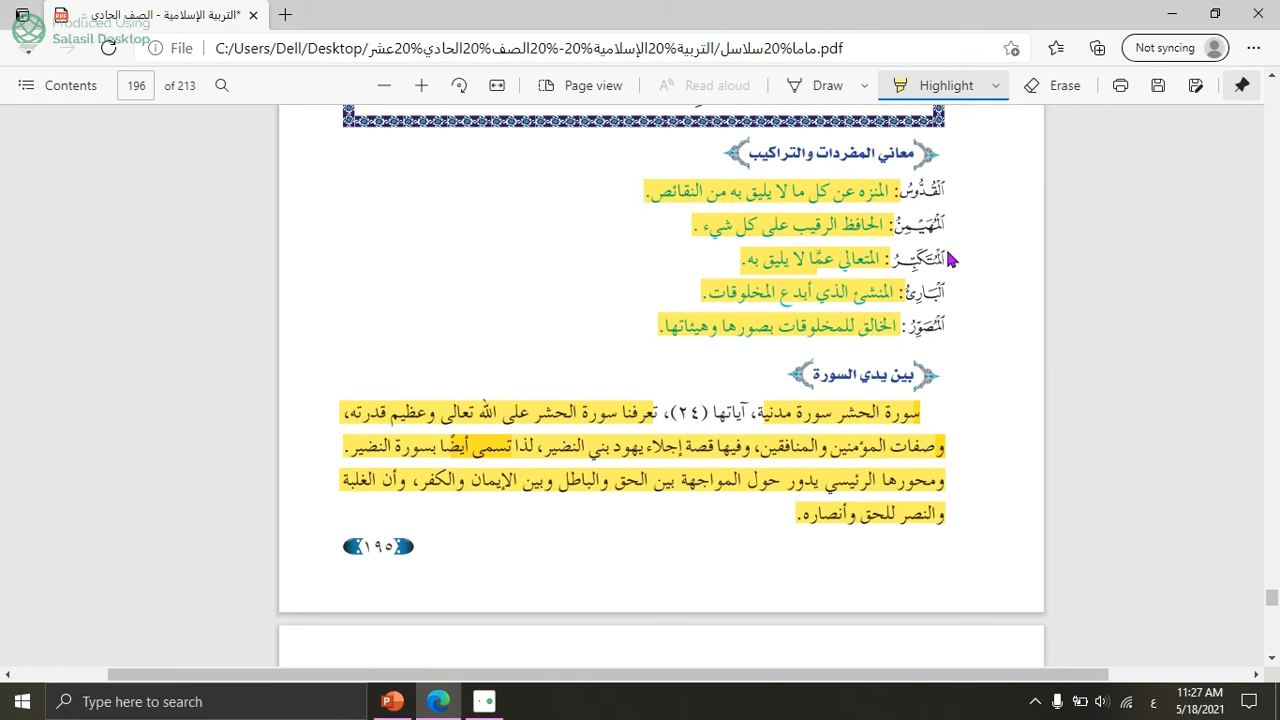 التربية الإسلامية - الصف الحادي ع*
Produced Using
Salasil Desktop
File
C:/Users/Dell/Desktop/ماما%20سلاسل/التربية%20الإسلامية%20-%20الصف%20الحادي%20عشر.pdf
Not syncing
Contents
196
of 213
Page view
Read aloud
Draw
Highlight
Erase
معاني المفردات والتراكيب
ٱلْقُدُّوسُ: المنزه عن كل ما لا يليق به من النقائص.
ٱلْمُهَيْمِنُ: الحافظ الرقيب على كل شيء .
ٱلْمُتَكَبِّرُ: المتعالي عمَّا لا يليق به.
ٱلْبَارِئُ: المنشئ الذي أبدع المخلوقات.
ٱلْمُصَوِّرُ: الخالق للمخلوقات بصورها وهيئاتها.
بين يدي السورة
سورة الحشر سورة مدنية، آياتها (٢٤)، تعرفنا سورة الحشر على الله تعالى وعظيم قدرته،
وصفات المؤمنين والمنافقين، وفيها قصة إجلاء يهود بني النضير، لذا تسمى أيضًا بسورة النضير.
ومحورها الرئيسي يدور حول المواجهة بين الحق والباطل وبين الإيمان والكفر، وأن الغلبة
والنصر للحق وأنصاره.
١٩٥
Type here to search
ع
11:27 AM
5/18/2021